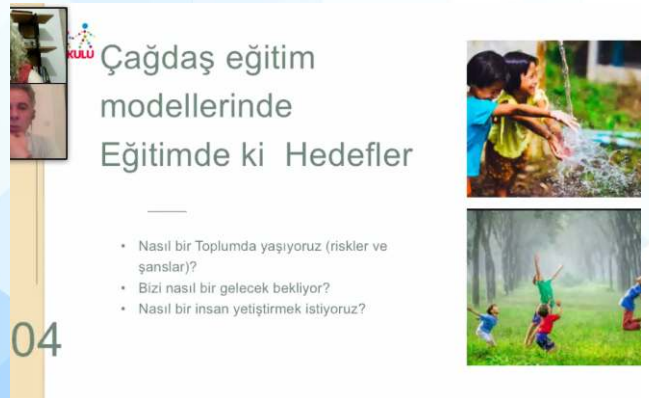 KULU
Çağdaş eğitim
modellerinde
Eğitimde ki Hedefler
• Nasıl bir Toplumda yaşıyoruz (riskler ve
şanslar)?
• Bizi nasıl bir gelecek bekliyor?
• Nasıl bir insan yetiştirmek istiyoruz?
04